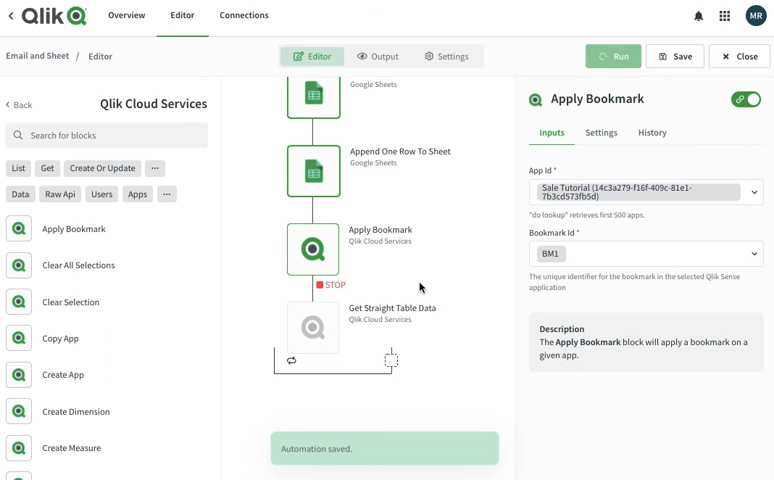 Qlik
Overview
Editor
Connections
MR
Email and Sheet / Editor
Editor
Output
Settings
Run
Save
Close
Back
Qlik Cloud Services
Search for blocks
List
Get
Create Or Update
...
Data
Raw Api
Users
Apps
...
Apply Bookmark
Clear All Selections
Clear Selection
Copy App
Create App
Create Dimension
Create Measure
Google Sheets
Append One Row To Sheet
Google Sheets
Apply Bookmark
Qlik Cloud Services
STOP
Get Straight Table Data
Qlik Cloud Services
Automation saved.
Apply Bookmark
Inputs
Settings
History
App Id *
Sale Tutorial (14c3a279-f16f-409c-81e1-
7b3cd573fb5d)
"do lookup" retrieves first 500 apps.
Bookmark Id *
BM1
The unique identifier for the bookmark in the selected Qlik Sense
application
Description
The Apply Bookmark block will apply a bookmark on a
given app.